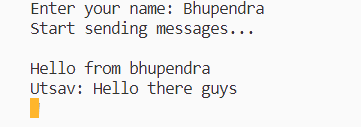 Enter your name: Bhupendra
Start sending messages...
Hello from bhupendra
Utsav: Hello there guys